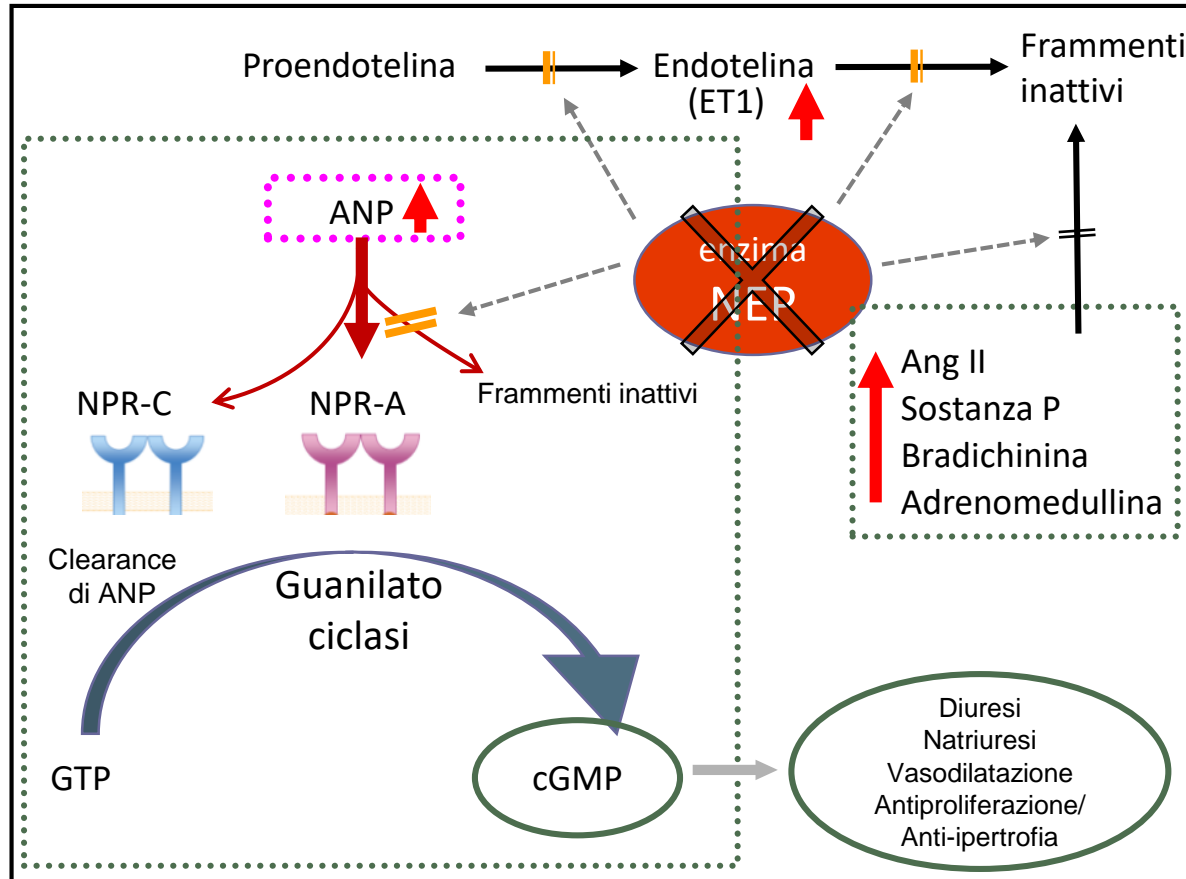 Proendotelina
Endotelina
(ET1)
Frammenti
inattivi
ANP
enzima
NEP
Frammenti inattivi
NPR-C
NPR-A
Ang II
Sostanza P
Bradichinina
Adrenomedullina
Clearance
di ANP
Guanilato
ciclasi
GTP
cGMP
Diuresi
Natriuresi
Vasodilatazione
Antiproliferazione/
Anti-ipertrofia